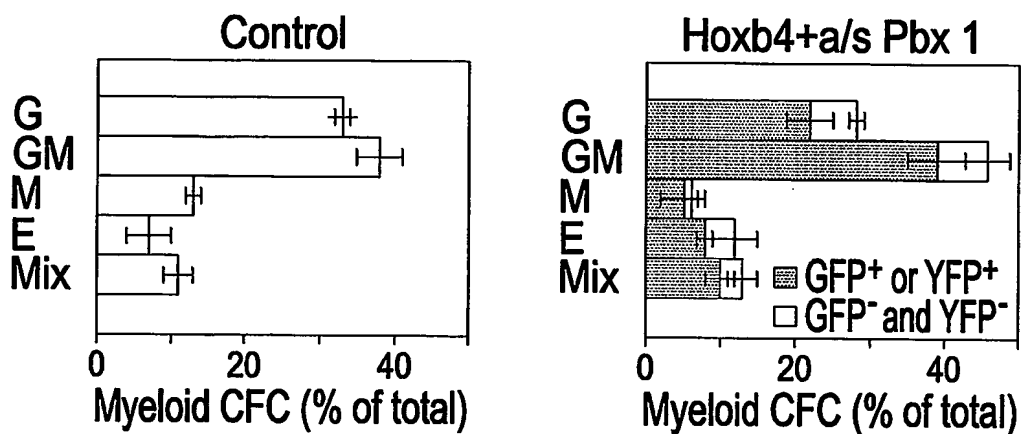 Control
G
GM
M
E
Mix
0
20
40
Myeloid CFC (% of total)
Hoxb4+a/s Pbx 1
G
GM
M
E
Mix
GFP⁺ or YFP⁺
GFP⁻ and YFP⁻
0
20
40
Myeloid CFC (% of total)